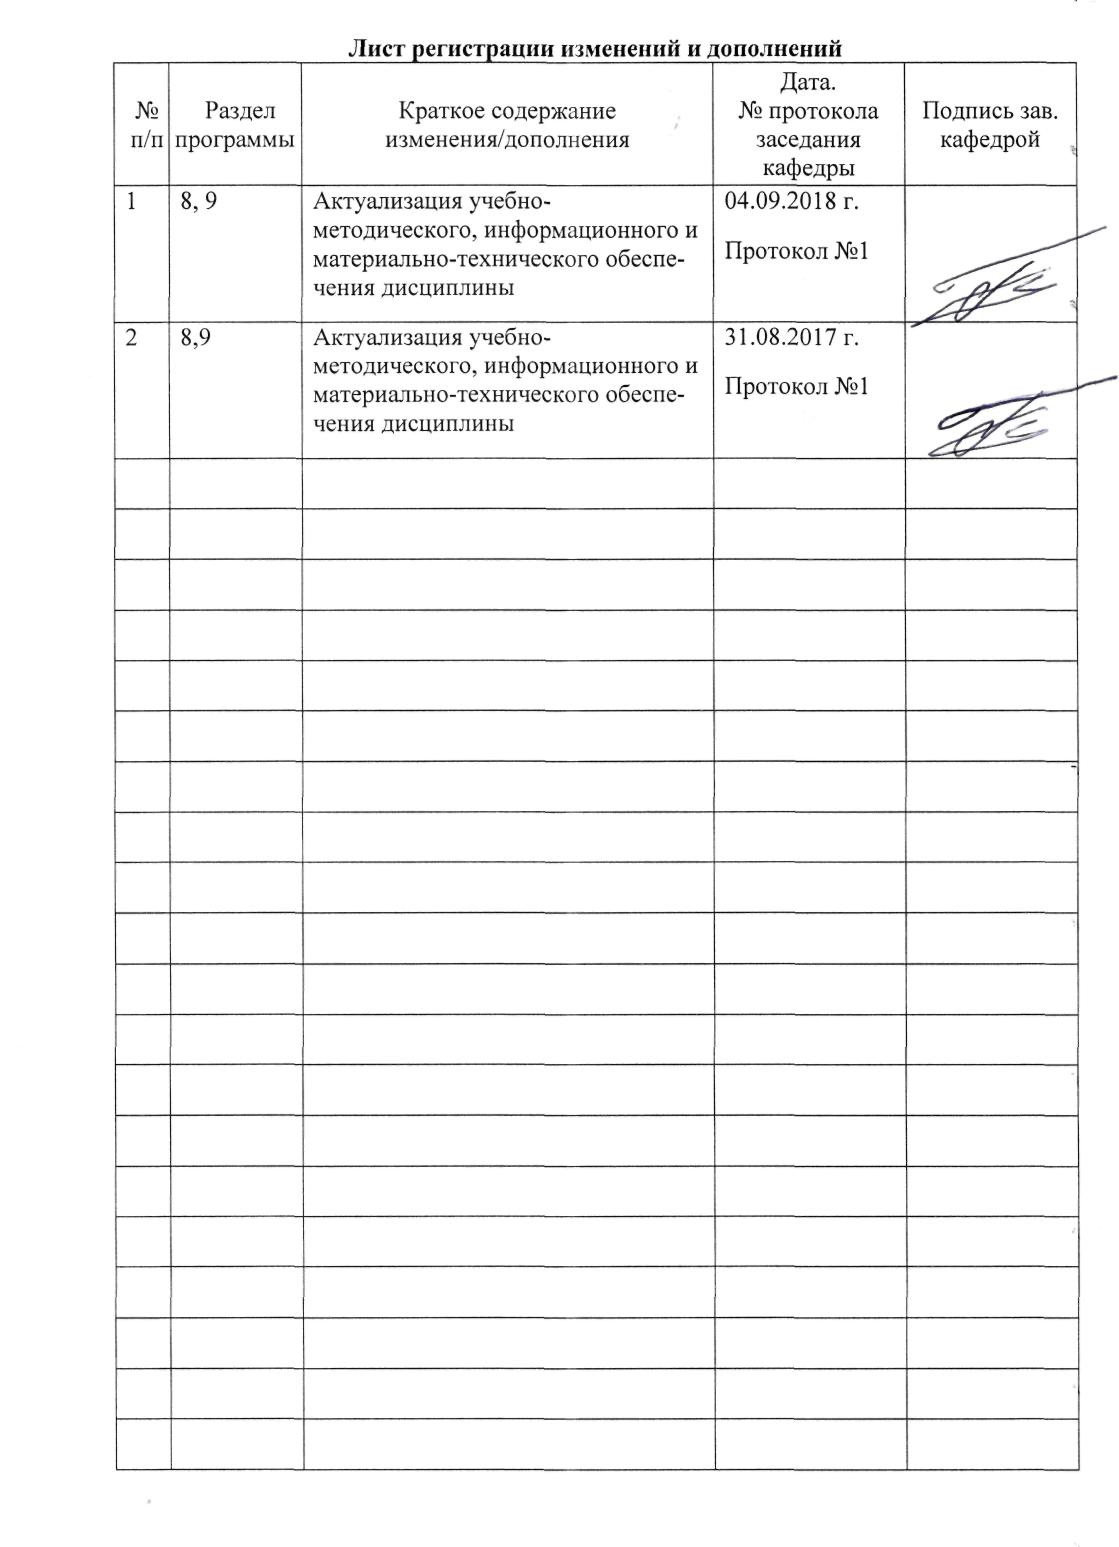 Лист регистрации изменений и дополнений
№
п/п
Раздел
программы
Краткое содержание
изменения/дополнения
Дата.
№ протокола
заседания
кафедры
Подпись зав.
кафедрой
1
8, 9
Актуализация учебно-
методического, информационного и
материально-технического обеспе-
чения дисциплины
04.09.2018 г.
Протокол №1
2
8,9
Актуализация учебно-
методического, информационного и
материально-технического обеспе-
чения дисциплины
31.08.2017 г.
Протокол №1